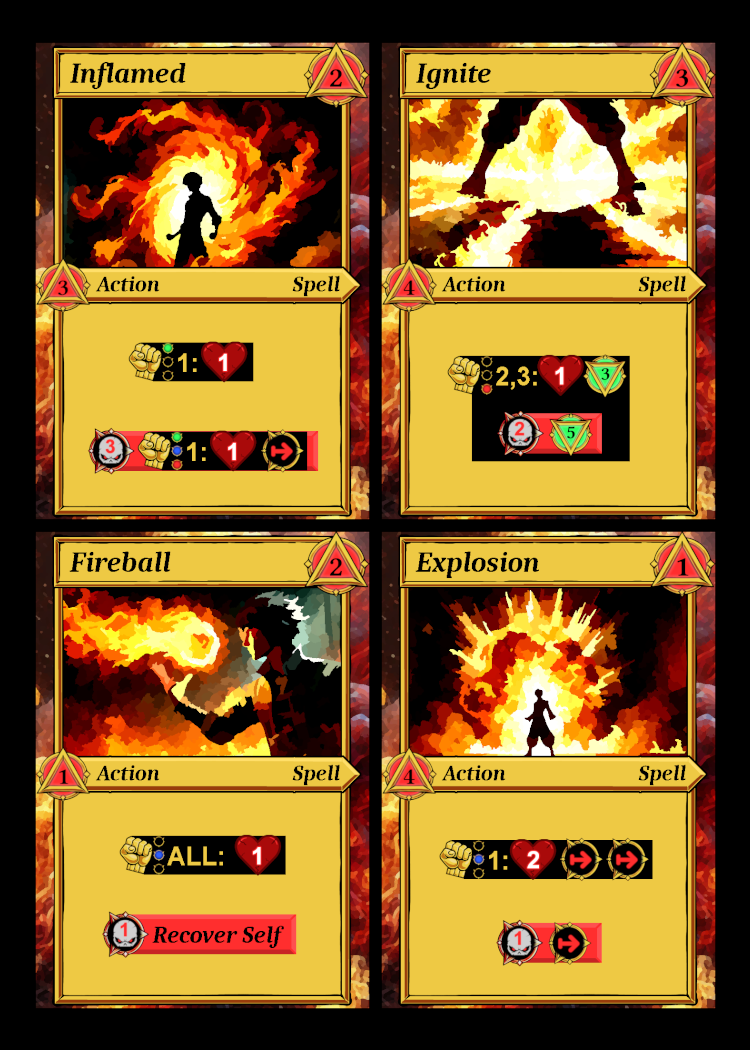 Inflamed 2
3 Action Spell
1: 1
3 1: 1
Ignite 3
4 Action Spell
2,3: 1 3
2 5
Fireball 2
1 Action Spell
ALL: 1
1 Recover Self
Explosion 1
4 Action Spell
1: 2
1